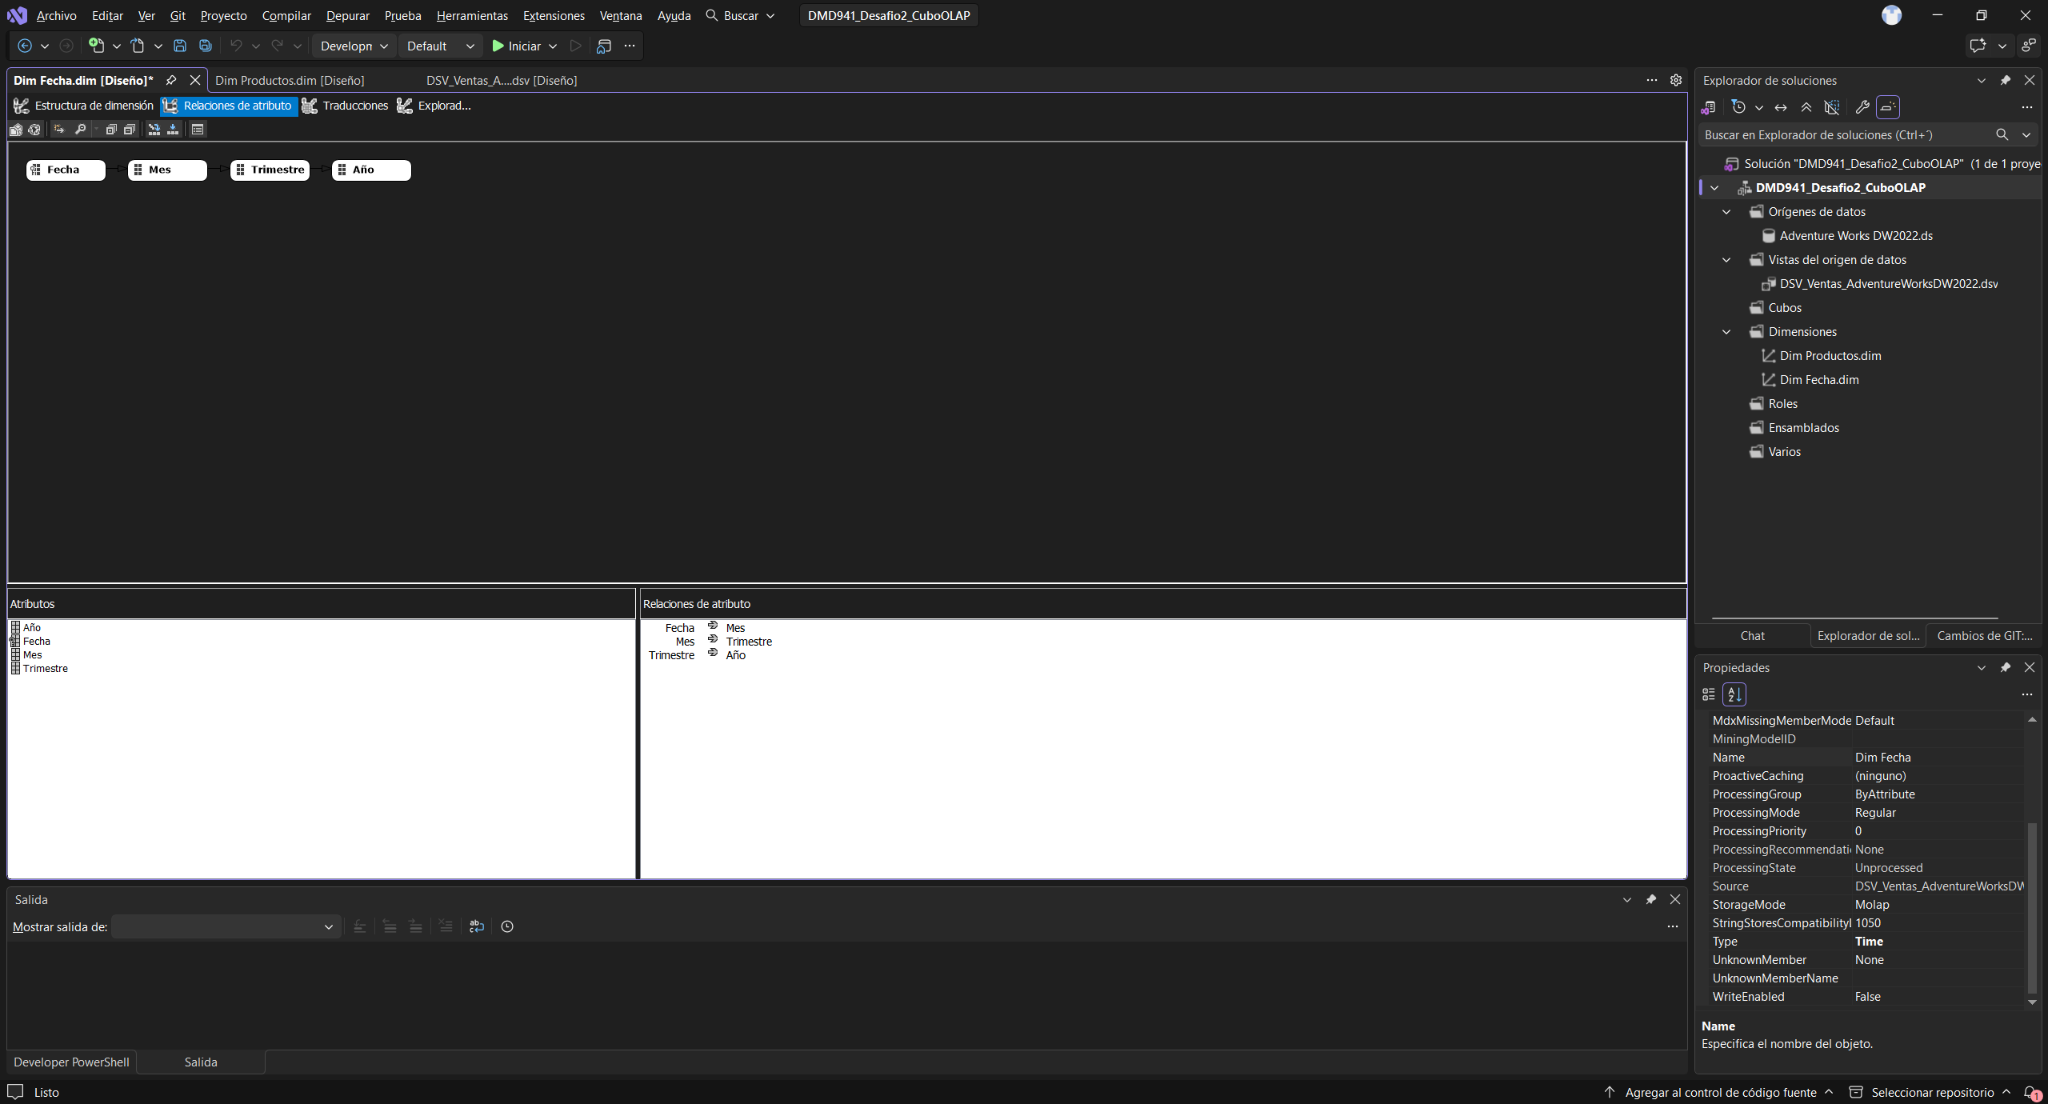 Archivo Editar Ver Git Proyecto Compilar Depurar Prueba Herramientas Extensiones Ventana Ayuda Buscar DMD941_Desafio2_CuboOLAP
Developn Default Iniciar
Dim Fecha.dim [Diseño]* Dim Productos.dim [Diseño] DSV_Ventas_A....dsv [Diseño]
Estructura de dimensión Relaciones de atributo Traducciones Explorad...
Fecha Mes Trimestre Año
Atributos
Año
Fecha
Mes
Trimestre
Relaciones de atributo
Fecha Mes
Mes Trimestre
Trimestre Año
Salida
Mostrar salida de:
Developer PowerShell Salida
Explorador de soluciones
Buscar en Explorador de soluciones (Ctrl+´)
Solución "DMD941_Desafio2_CuboOLAP" (1 de 1 proye
DMD941_Desafio2_CuboOLAP
Orígenes de datos
Adventure Works DW2022.ds
Vistas del origen de datos
DSV_Ventas_AdventureWorksDW2022.dsv
Cubos
Dimensiones
Dim Productos.dim
Dim Fecha.dim
Roles
Ensamblados
Varios
Chat Explorador de sol... Cambios de GIT:...
Propiedades
MdxMissingMemberMode Default
MiningModelID
Name Dim Fecha
ProactiveCaching (ninguno)
ProcessingGroup ByAttribute
ProcessingMode Regular
ProcessingPriority 0
ProcessingRecommendati None
ProcessingState Unprocessed
Source DSV_Ventas_AdventureWorksDW
StorageMode Molap
StringStoresCompatibilityl 1050
Type Time
UnknownMember None
UnknownMemberName
WriteEnabled False
Name
Especifica el nombre del objeto.
Listo Agregar al control de código fuente Seleccionar repositorio 1